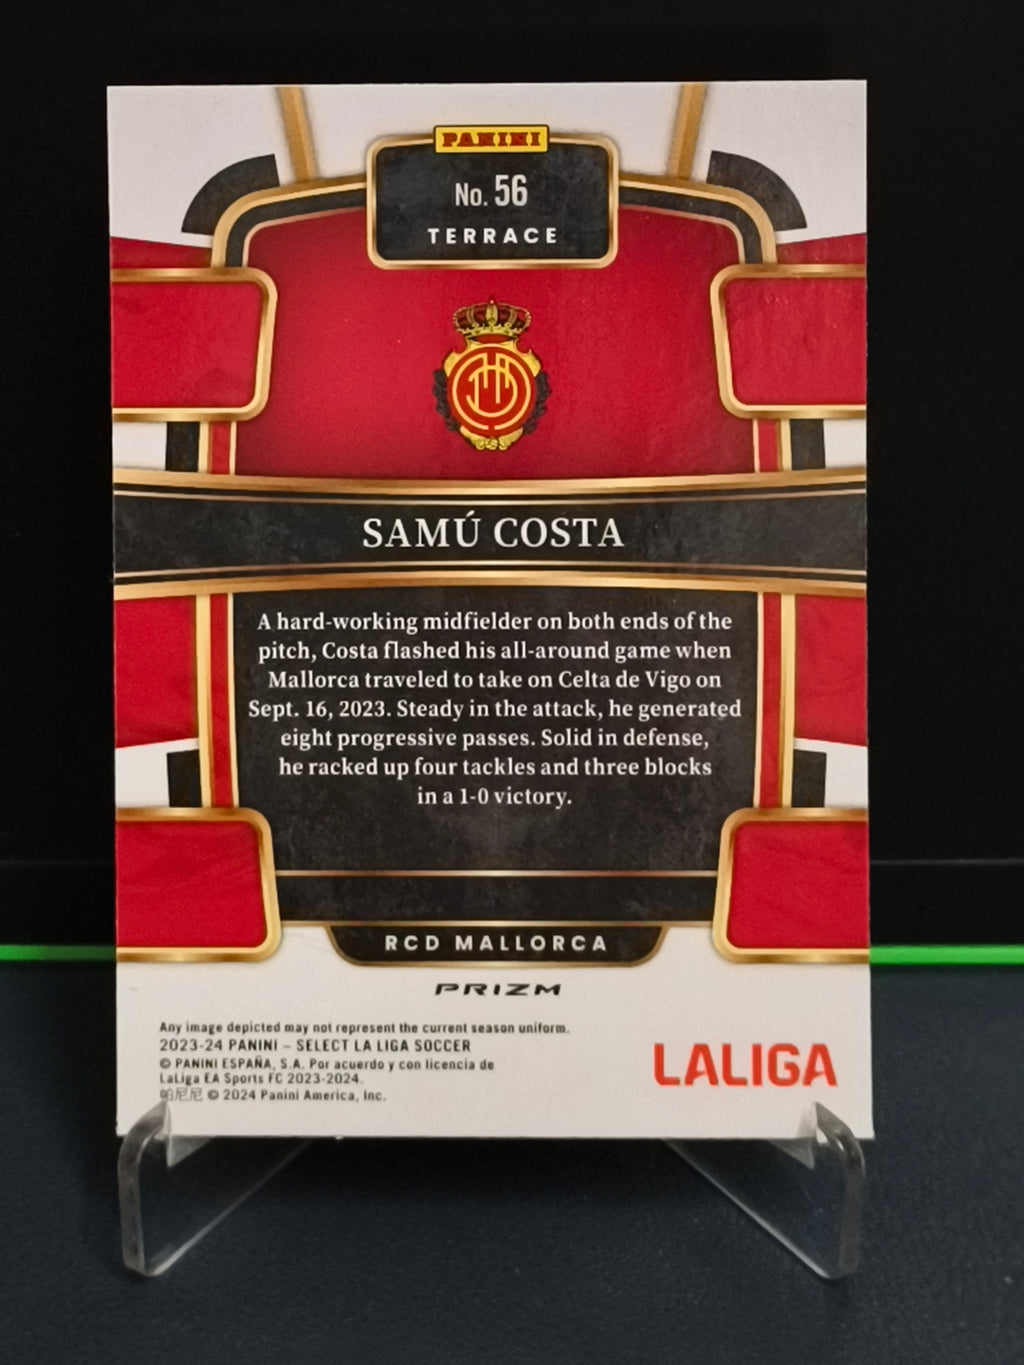 PANINI
No. 56
TERRACE
SAMÚ COSTA
A hard-working midfielder on both ends of the
pitch, Costa flashed his all-around game when
Mallorca traveled to take on Celta de Vigo on
Sept. 16, 2023. Steady in the attack, he generated
eight progressive passes. Solid in defense,
he racked up four tackles and three blocks
in a 1-0 victory.
RCD MALLORCA
PRIZM
Any image depicted may not represent the current season uniform.
2023-24 PANINI – SELECT LA LIGA SOCCER
© PANINI ESPAÑA, S.A. Por acuerdo y con licencia de
LaLiga EA Sports FC 2023-2024.
帕尼尼 © 2024 Panini America, Inc.
LALIGA